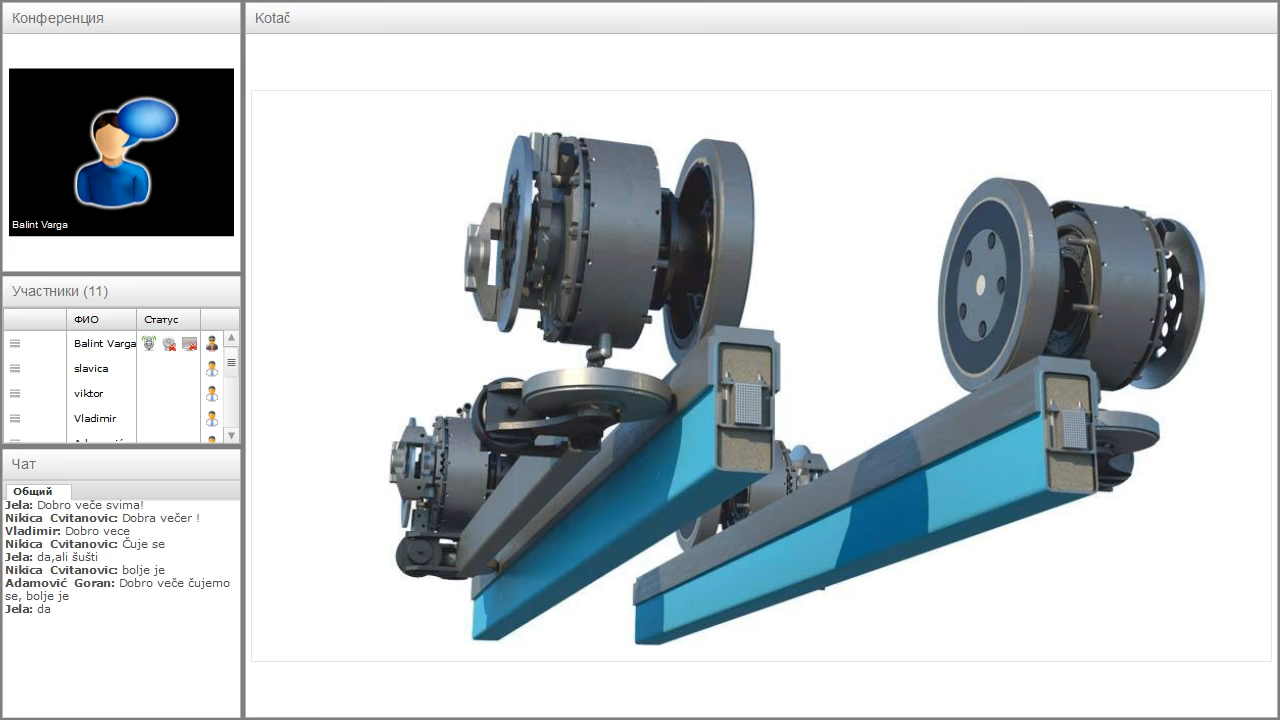 Конференция
Balint Varga
Участники (11)
ФИО Статус
Balint Varga
slavica
viktor
Vladimir
Чат
Общий
Jela: Dobro veče svima!
Nikica Cvitanovic: Dobra večer !
Vladimir: Dobro vece
Nikica Cvitanovic: Čuje se
Jela: da,ali šušti
Nikica Cvitanovic: bolje je
Adamović Goran: Dobro veče čujemo
se, bolje je
Jela: da
Kotač